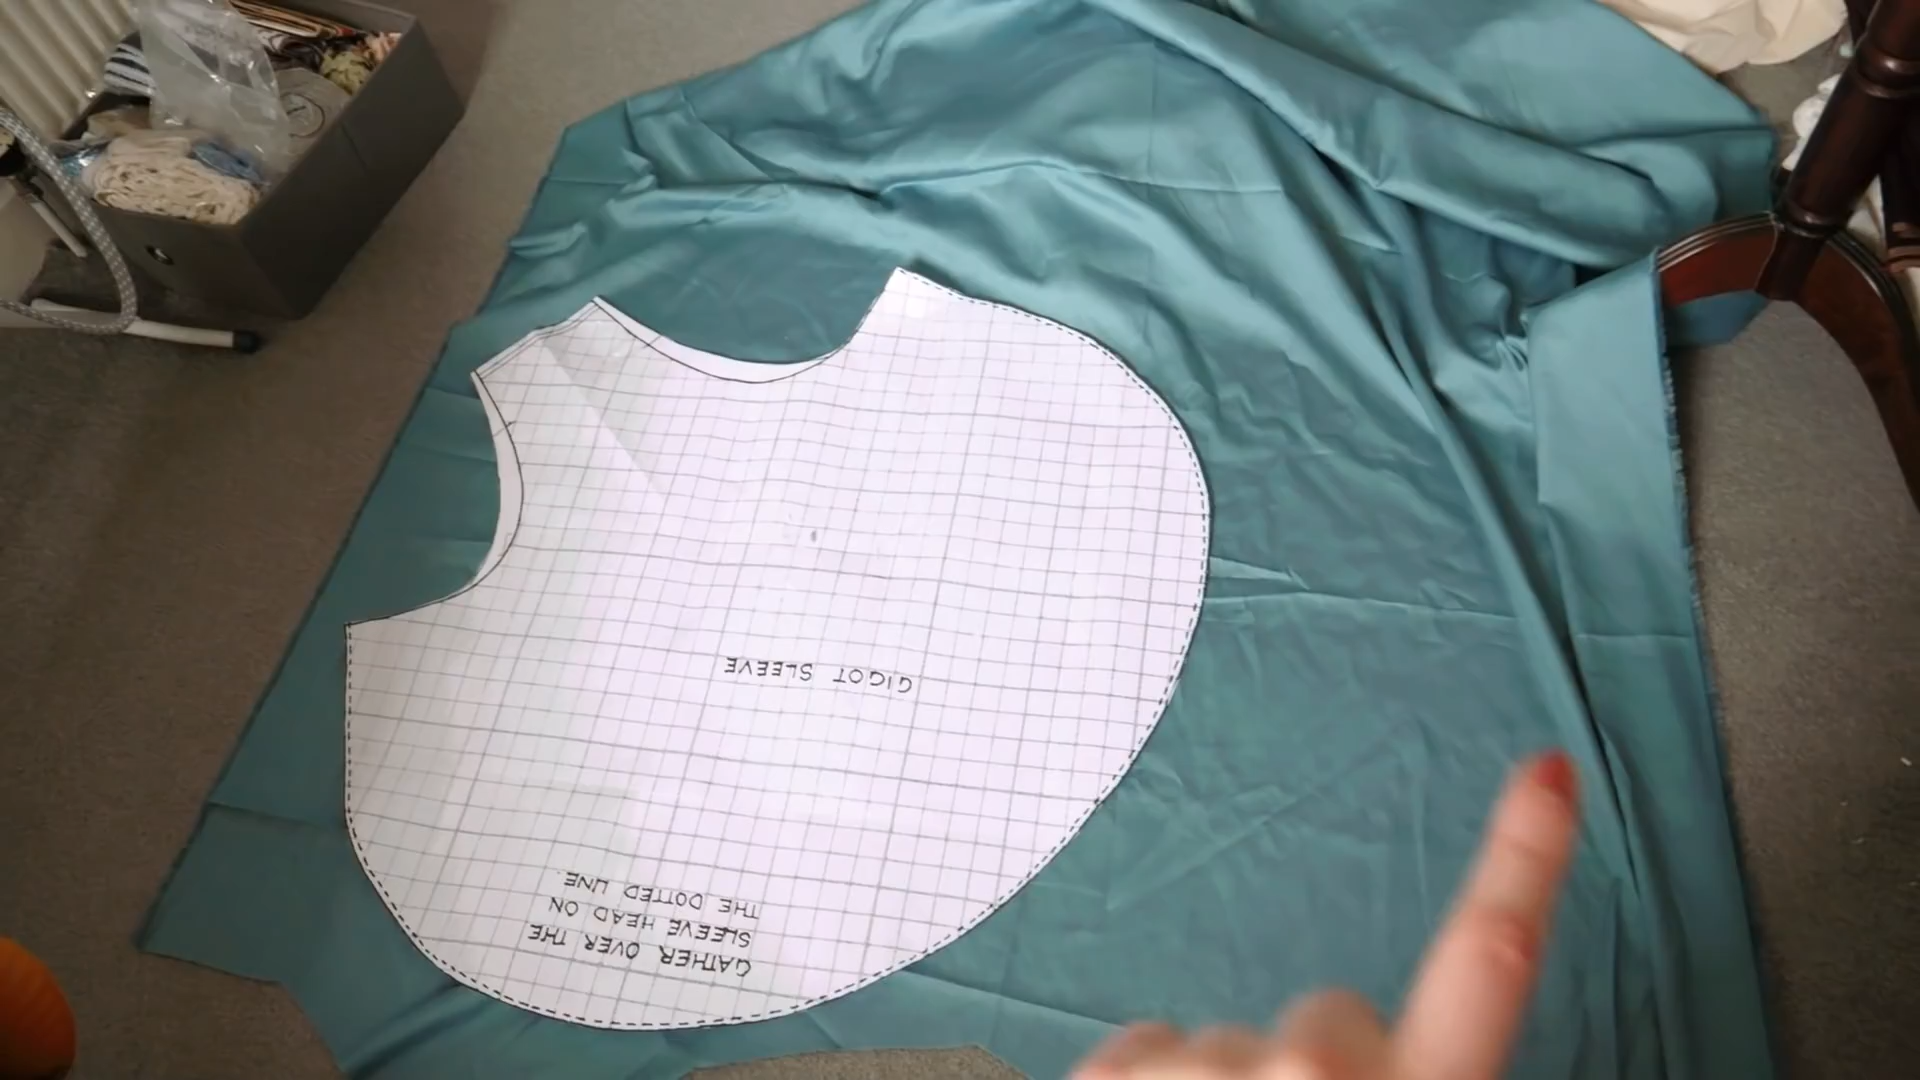 GIGOT SLEEVE
GATHER OVER THE
SLEEVE HEAD ON
THE DOTTED LINE.